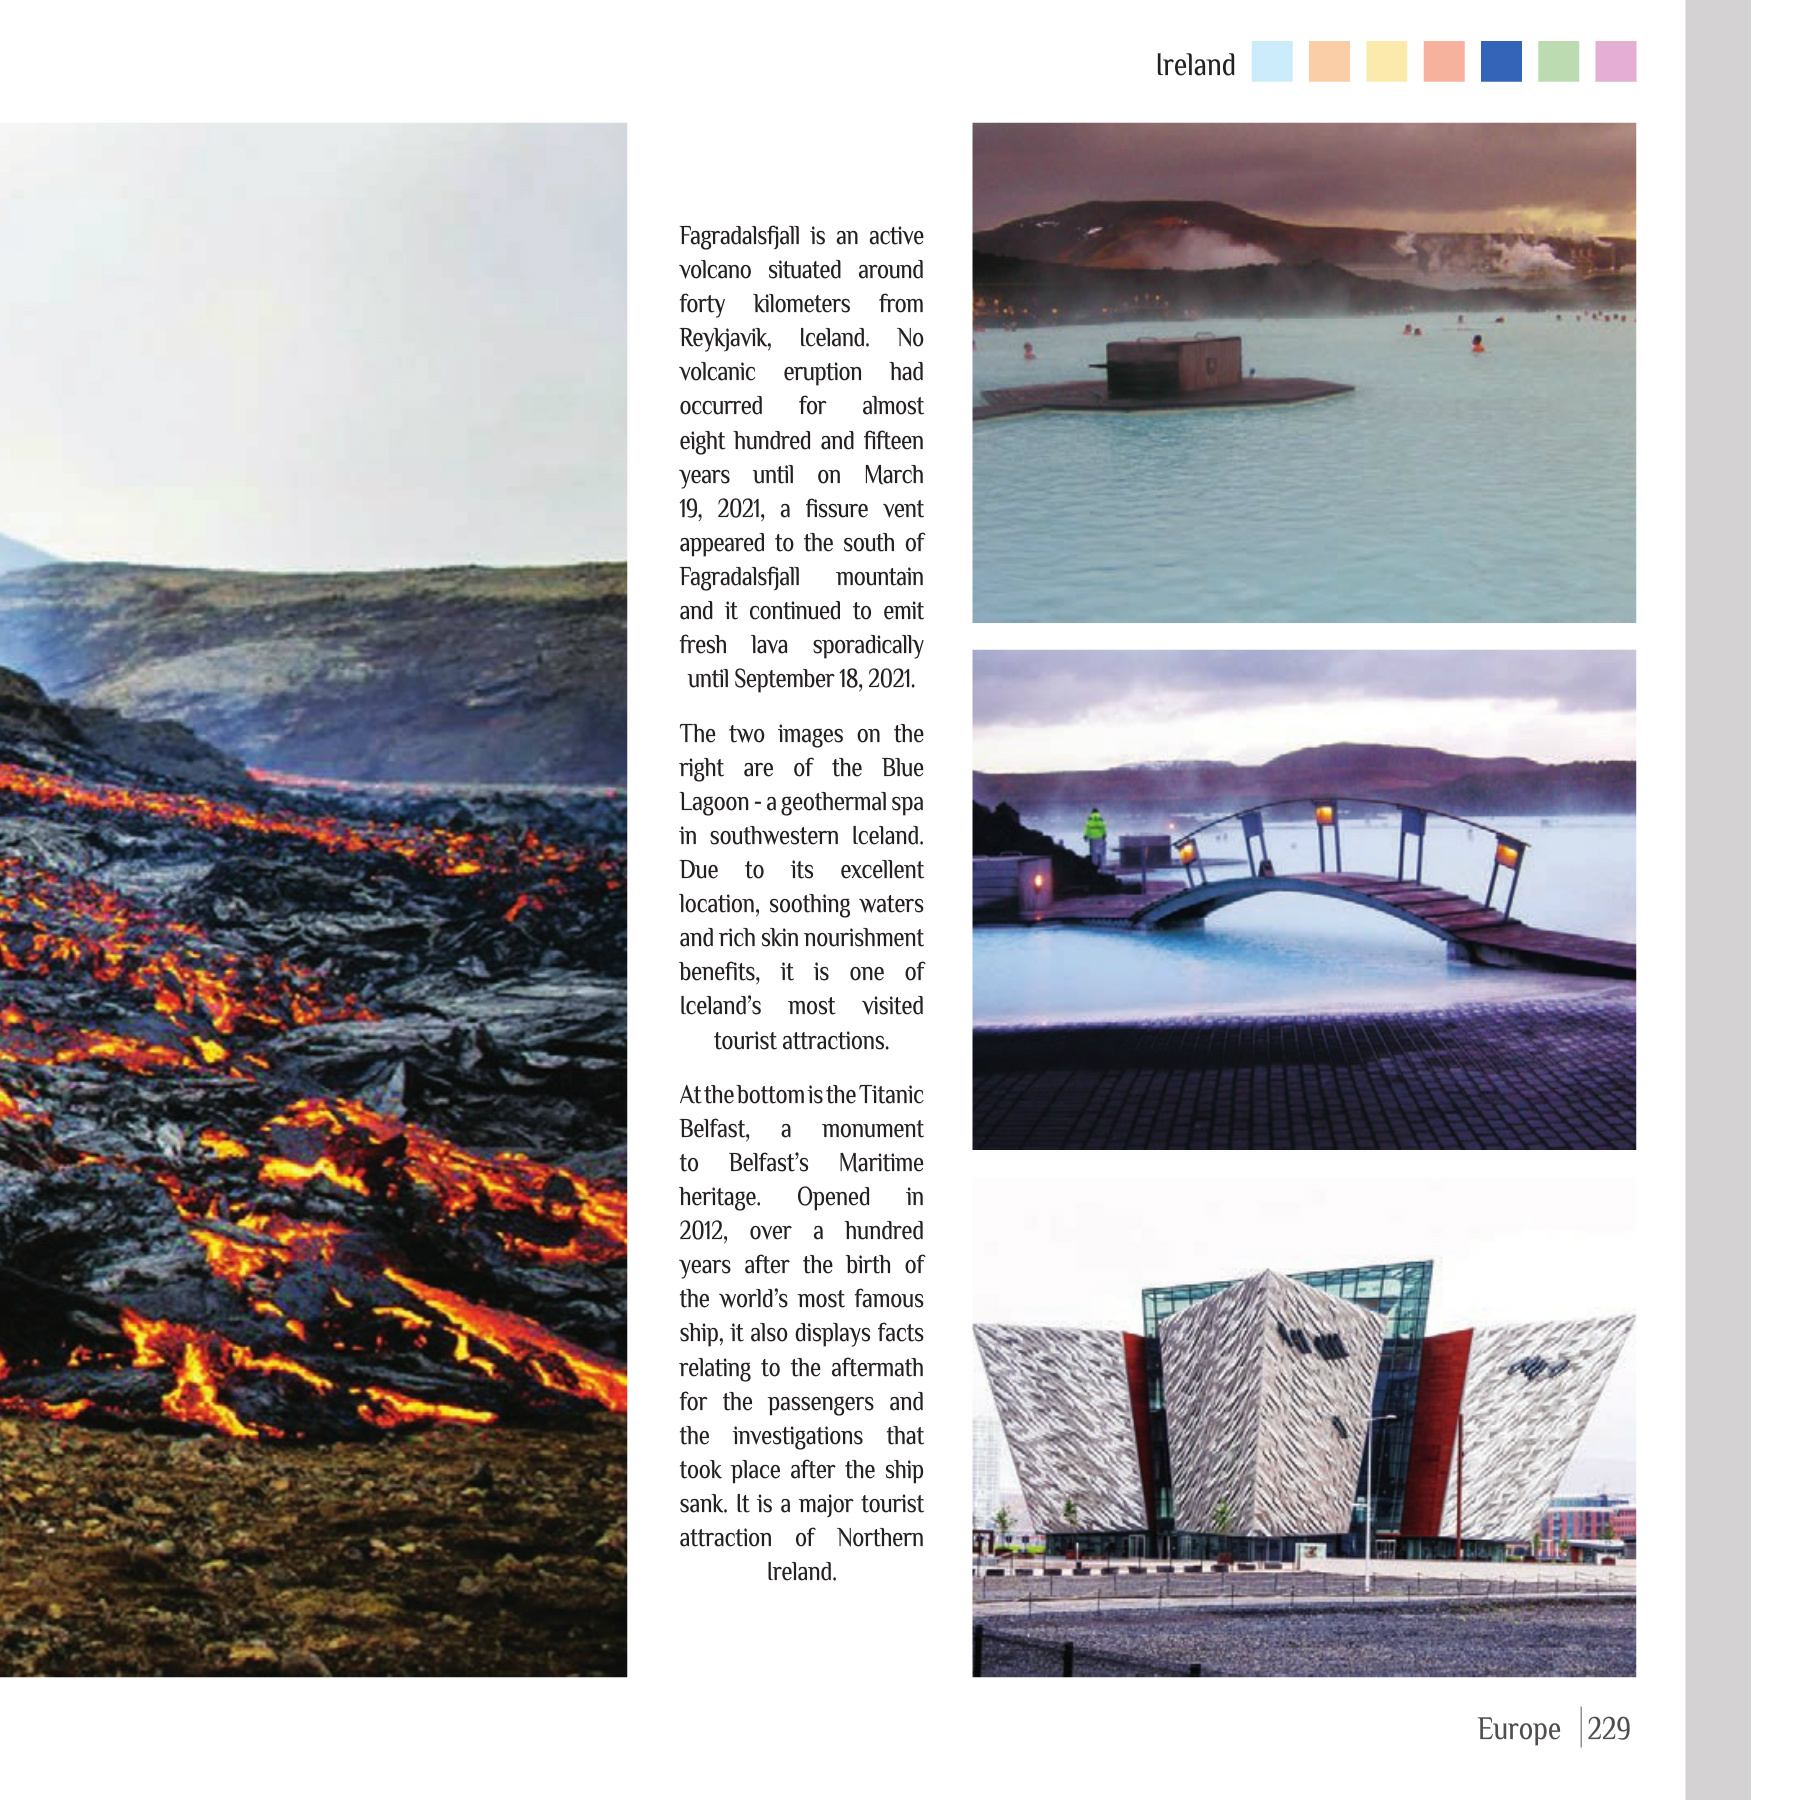 Ireland
Fagradalsfjall is an active
volcano situated around
forty kilometers from
Reykjavik, Iceland. No
volcanic eruption had
occurred for almost
eight hundred and fifteen
years until on March
19, 2021, a fissure vent
appeared to the south of
Fagradalsfjall mountain
and it continued to emit
fresh lava sporadically
until September 18, 2021.
The two images on the
right are of the Blue
Lagoon - a geothermal spa
in southwestern Iceland.
Due to its excellent
location, soothing waters
and rich skin nourishment
benefits, it is one of
Iceland's most visited
tourist attractions.
At the bottom is the Titanic
Belfast, a monument
to Belfast's Maritime
heritage. Opened in
2012, over a hundred
years after the birth of
the world's most famous
ship, it also displays facts
relating to the aftermath
for the passengers and
the investigations that
took place after the ship
sank. It is a major tourist
attraction of Northern
Ireland.
Europe |229